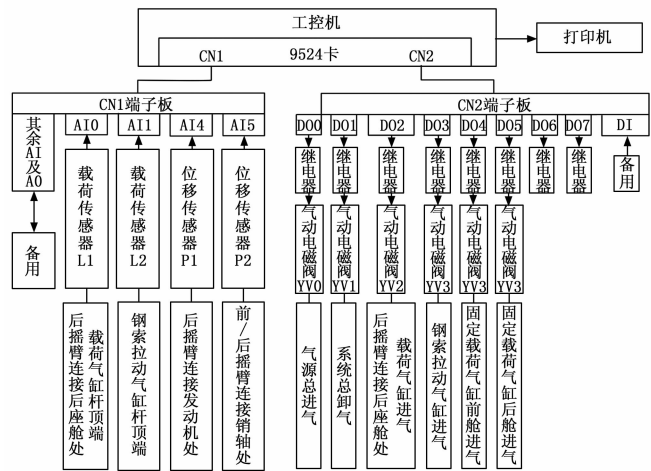 工控机
CN1 9524卡 CN2
打印机
CN1端子板
CN2端子板
其余AI及AO
AI0 AI1 AI4 AI5
DO0 DO1 DO2 DO3 DO4 DO5 DO6 DO7 DI
备用
载荷传感器L1
载荷传感器L2
位移传感器P1
位移传感器P2
继电器
继电器
继电器
继电器
继电器
继电器
继电器
继电器
备用
气动电磁阀YV0
气动电磁阀YV1
气动电磁阀YV2
气动电磁阀YV3
气动电磁阀YV3
气动电磁阀YV3
后摇臂连接后座舱处
载荷气缸杆顶端
钢索拉动气缸杆顶端
后摇臂连接发动机处
前/后摇臂连接销轴处
气源总进气
系统总卸气
后摇臂连接后座舱处
载荷气缸进气
钢索拉动气缸进气
固定载荷气缸前舱进气
固定载荷气缸后舱进气